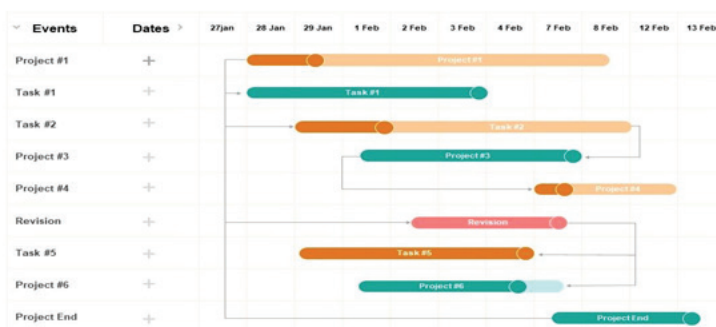 Events Dates 27jan 28 Jan 29 Jan 1 Feb 2 Feb 3 Feb 4 Feb 7 Feb 8 Feb 12 Feb 13 Feb
Project #1 Project #1
Task #1 Task #1
Task #2 Task #2
Project #3 Project #3
Project #4 Project #4
Revision Revision
Task #5 Task #5
Project #6 Project #6
Project End Project End